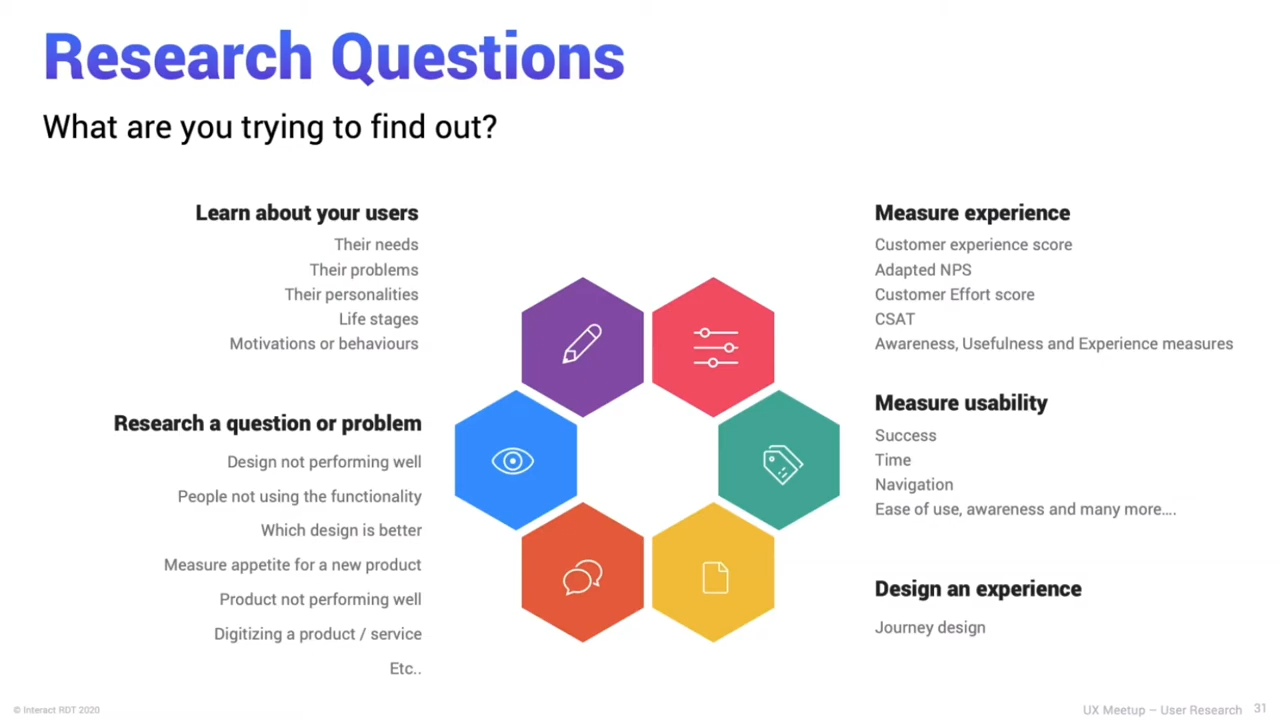 Research Questions
What are you trying to find out?
Learn about your users
Their needs
Their problems
Their personalities
Life stages
Motivations or behaviours
Research a question or problem
Design not performing well
People not using the functionality
Which design is better
Measure appetite for a new product
Product not performing well
Digitizing a product / service
Etc..
Measure experience
Customer experience score
Adapted NPS
Customer Effort score
CSAT
Awareness, Usefulness and Experience measures
Measure usability
Success
Time
Navigation
Ease of use, awareness and many more....
Design an experience
Journey design
© Interact RDT 2020
UX Meetup – User Research 31